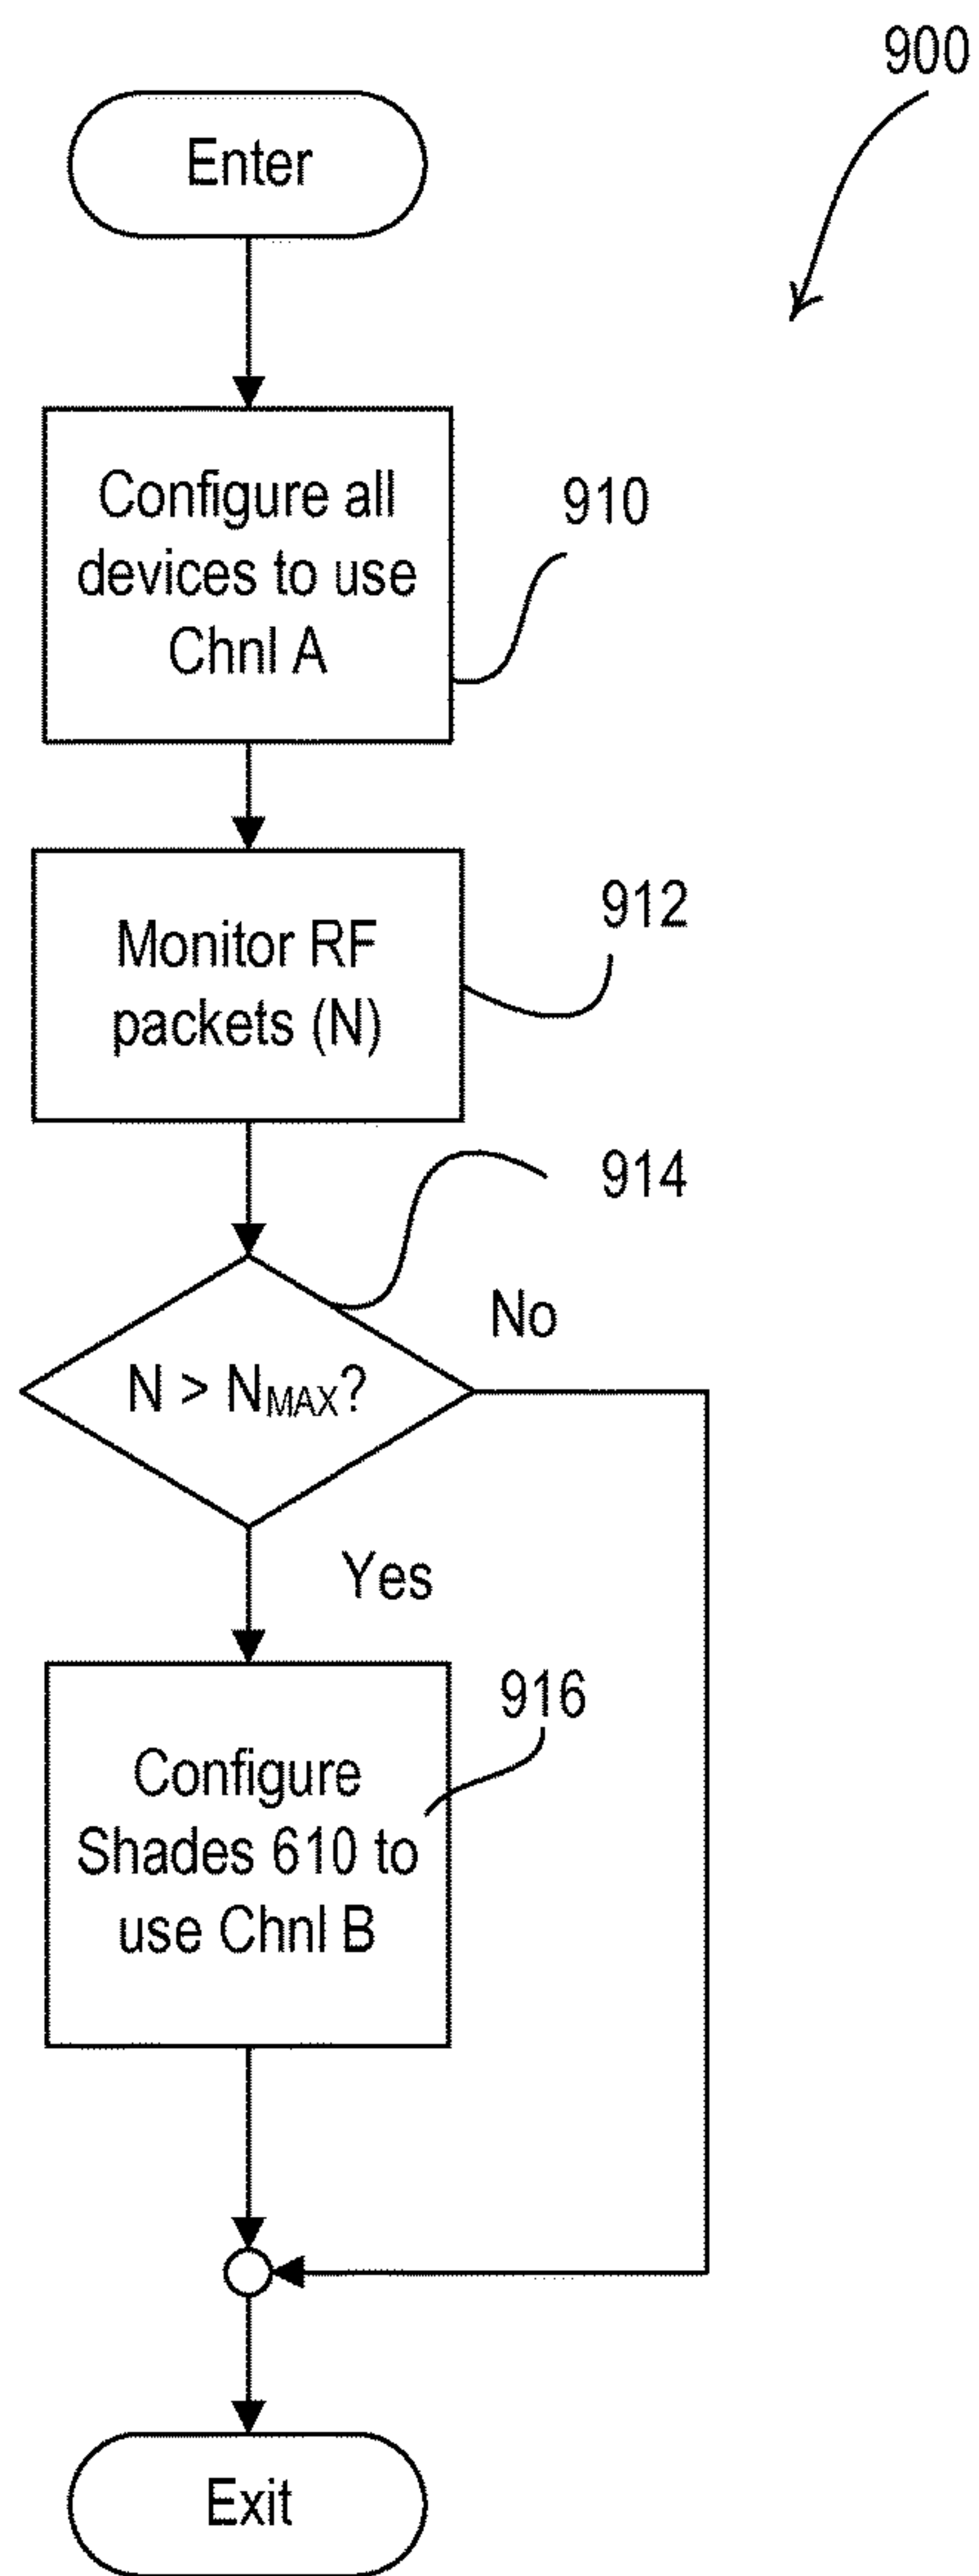 900
Enter
Configure all
devices to use
Chnl A
910
Monitor RF
packets (N)
912
914
N > NMAX?
No
Yes
Configure
Shades 610 to
use Chnl B
916
Exit